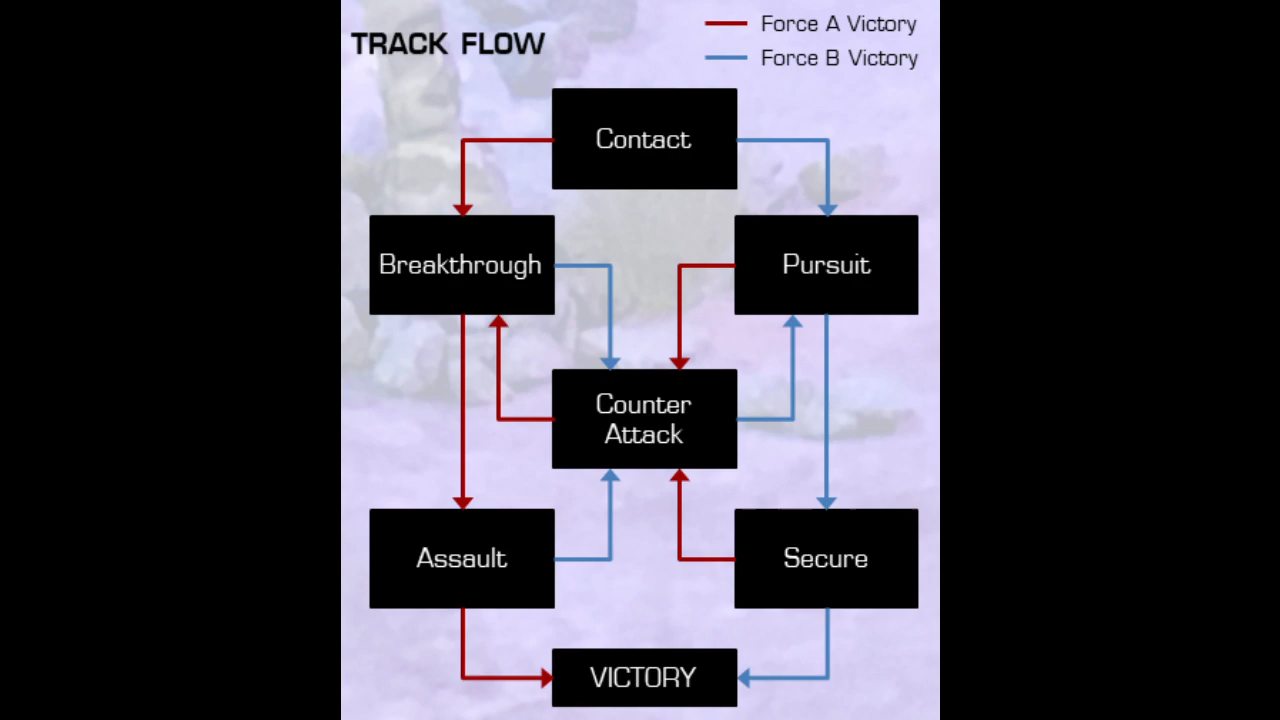 TRACK FLOW
Force A Victory
Force B Victory
Contact
Breakthrough
Pursuit
Counter
Attack
Assault
Secure
VICTORY